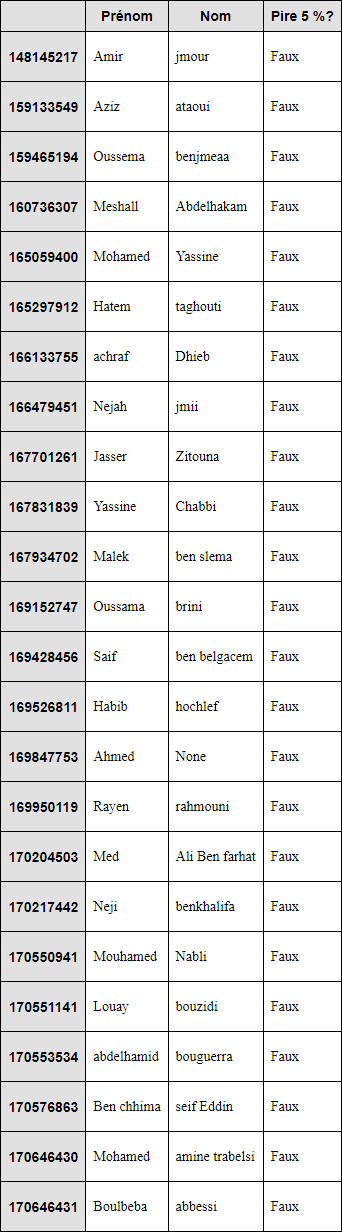 Prénom Nom Pire 5 %?
148145217 Amir jmour Faux
159133549 Aziz ataoui Faux
159465194 Oussema benjmeaa Faux
160736307 Meshall Abdelhakam Faux
165059400 Mohamed Yassine Faux
165297912 Hatem taghouti Faux
166133755 achraf Dhieb Faux
166479451 Nejah jmii Faux
167701261 Jasser Zitouna Faux
167831839 Yassine Chabbi Faux
167934702 Malek ben slema Faux
169152747 Oussama brini Faux
169428456 Saif ben belgacem Faux
169526811 Habib hochlef Faux
169847753 Ahmed None Faux
169950119 Rayen rahmouni Faux
170204503 Med Ali Ben farhat Faux
170217442 Neji benkhalifa Faux
170550941 Mouhamed Nabli Faux
170551141 Louay bouzidi Faux
170553534 abdelhamid bouguerra Faux
170576863 Ben chhima seif Eddin Faux
170646430 Mohamed amine trabelsi Faux
170646431 Boulbeba abbessi Faux